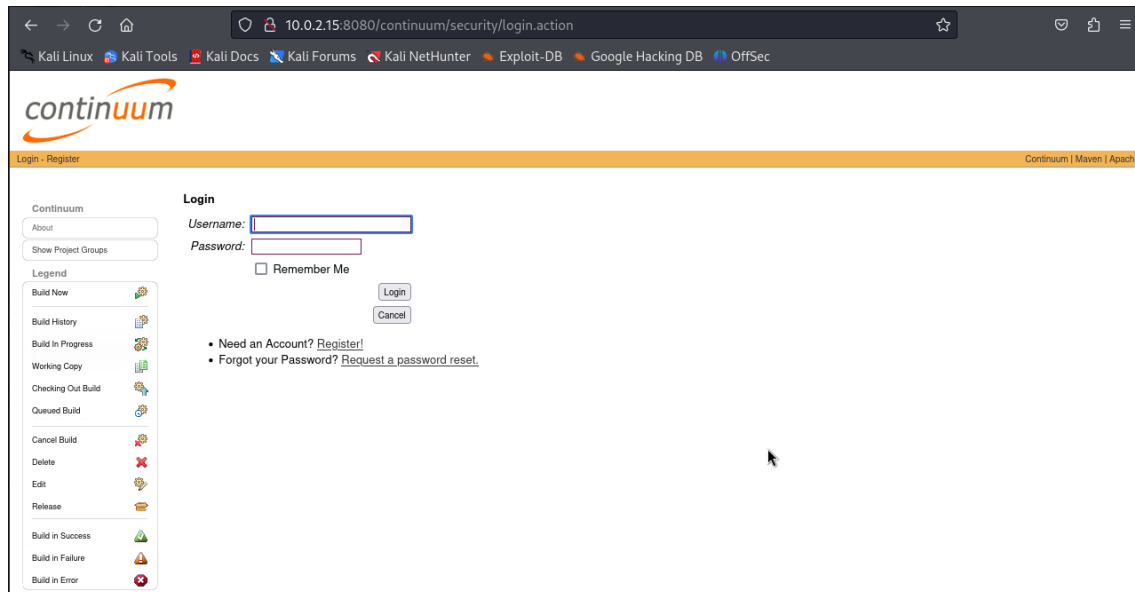 10.0.2.15:8080/continuum/security/login.action
Kali Linux Kali Tools Kali Docs Kali Forums Kali NetHunter Exploit-DB Google Hacking DB OffSec
continuum
Login - Register
Continuum | Maven | Apach
Continuum
About
Show Project Groups
Legend
Build Now
Build History
Build In Progress
Working Copy
Checking Out Build
Queued Build
Cancel Build
Delete
Edit
Release
Build in Success
Build in Failure
Build in Error
Login
Username:
Password:
Remember Me
Login
Cancel
• Need an Account? Register!
• Forgot your Password? Request a password reset.